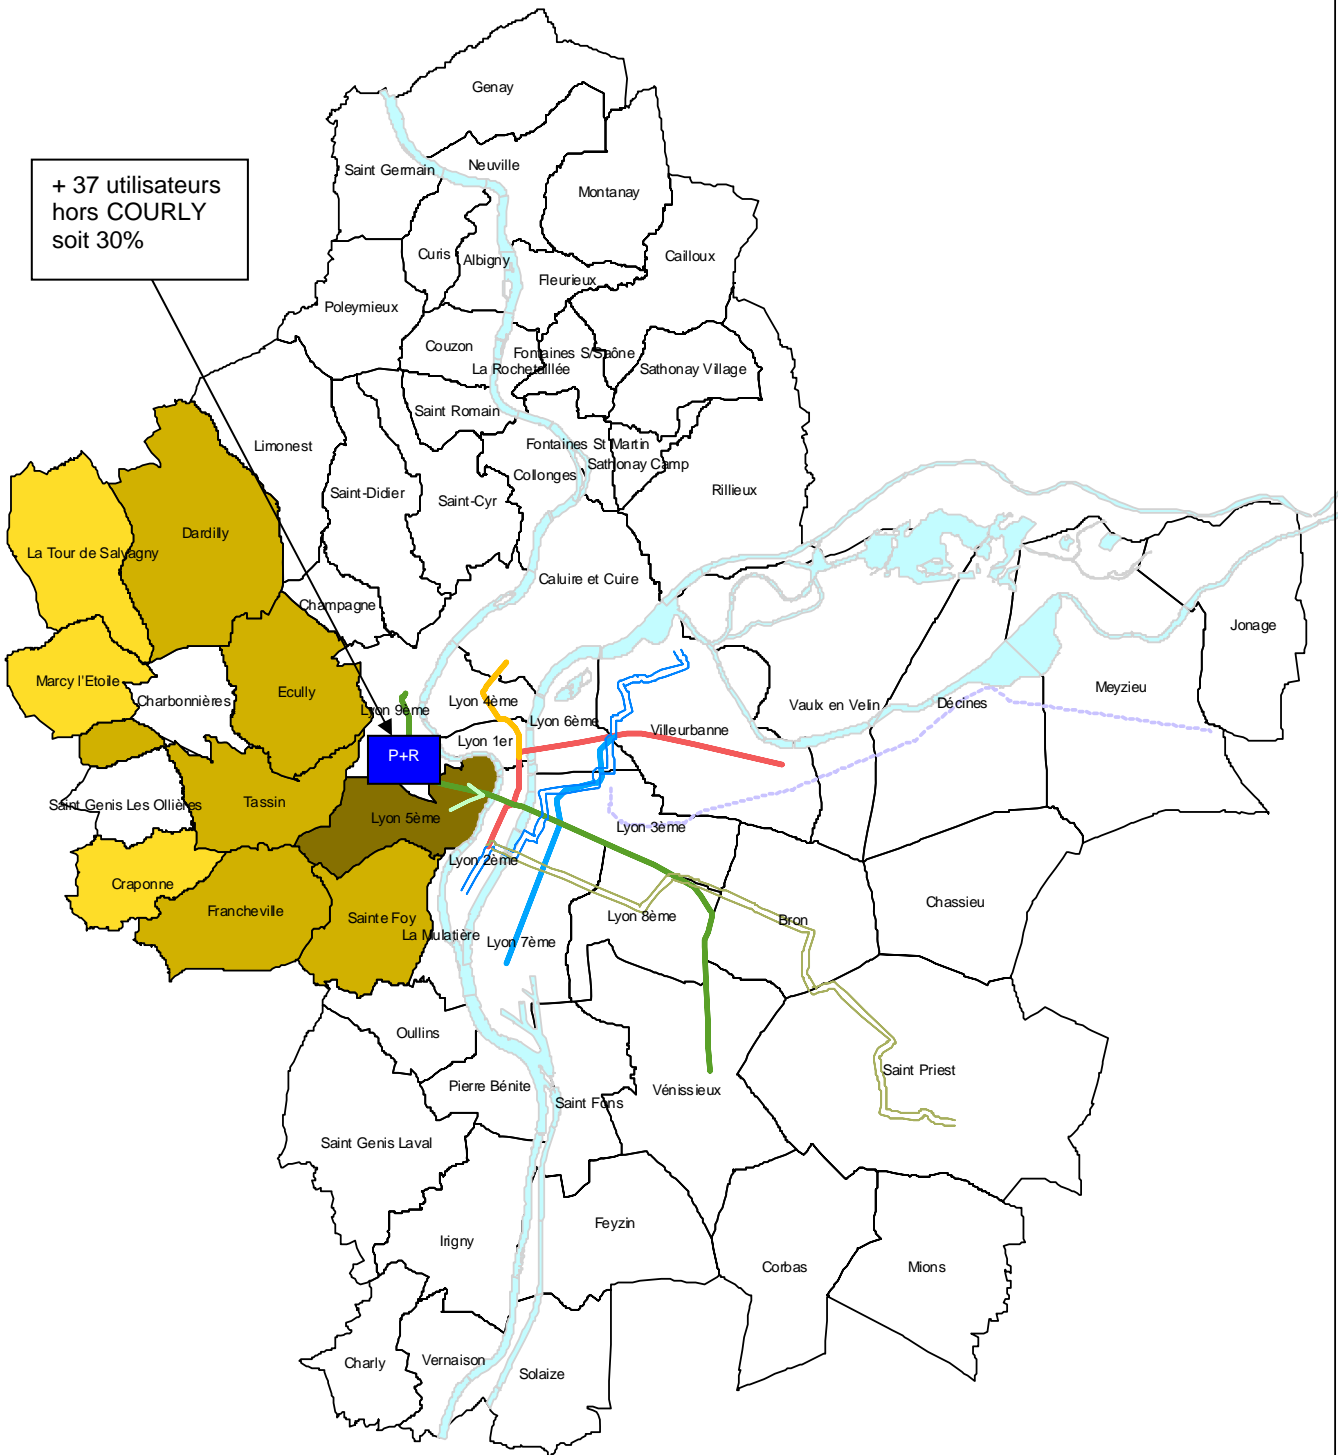 Genay
Saint Germain
Neuville
+ 37 utilisateurs
hors COURLY
soit 30%
Montanay
Curis
Albigny
Cailloux
Fleurieux
Poleymieux
Couzon
Fontaines S/Saône
La Rochetaillée
Sathonay Village
Saint Romain
Limonest
Fontaines St Martin
Sathonay Camp
Collonges
Saint-Didier
Saint-Cyr
Rillieux
Dardilly
La Tour de Salvagny
Caluire et Cuire
Champagne
Jonage
Marcy l'Etoile
Charbonnières
Ecully
Meyzieu
Lyon 9ème
Lyon 4ème
Lyon 6ème
Villeurbanne
Vaulx en Velin
Décines
Lyon 1er
P+R
Saint Genis Les Ollières
Tassin
Lyon 5ème
Lyon 3ème
Lyon 2ème
Craponne
Francheville
Sainte Foy
La Mulatière
Lyon 7ème
Lyon 8ème
Bron
Chassieu
Oullins
Pierre Bénite
Saint Fons
Vénissieux
Saint Priest
Saint Genis Laval
Irigny
Feyzin
Corbas
Mions
Charly
Vernaison
Solaize